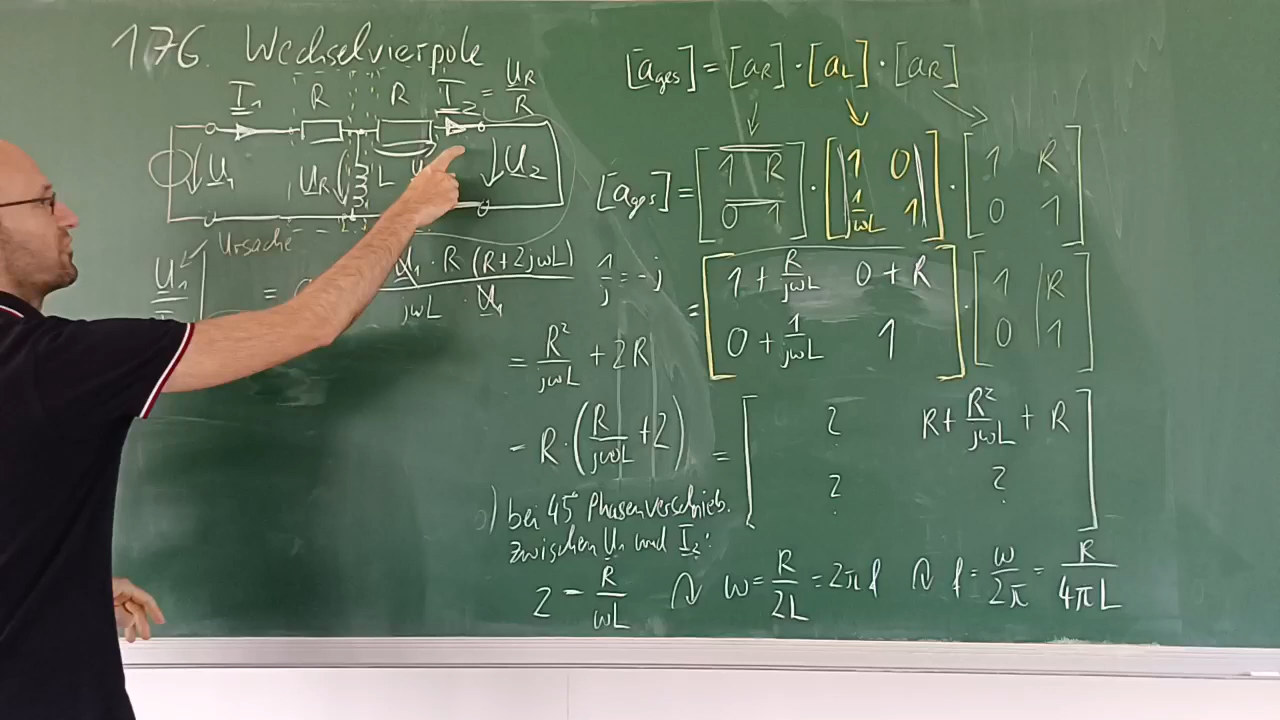 176. Wechselvierpole
I₁ R R I₂ = U_R/R
U₁ U_R L U U₂
Ursache
U₁ = U₁ · R (R+2jωL) / jωL · U₁ 1/j = -j
= R²/jωL + 2R
= R·(R/jωL + 2)
) bei 45° Phasenverschieb.
zwischen U₁ und I₂:
2 = R/ωL ω = R/2L = 2πf f = ω/2π = R/4πL
[a_ges] = [a_R] · [a_L] · [a_R]
[a_ges] = [1 R; 0 1] · [1 0; 1/jωL 1] · [1 R; 0 1]
= [1 + R/jωL 0 + R; 0 + 1/jωL 1] · [1 R; 0 1]
= [? R + R²/jωL + R; ? ?]